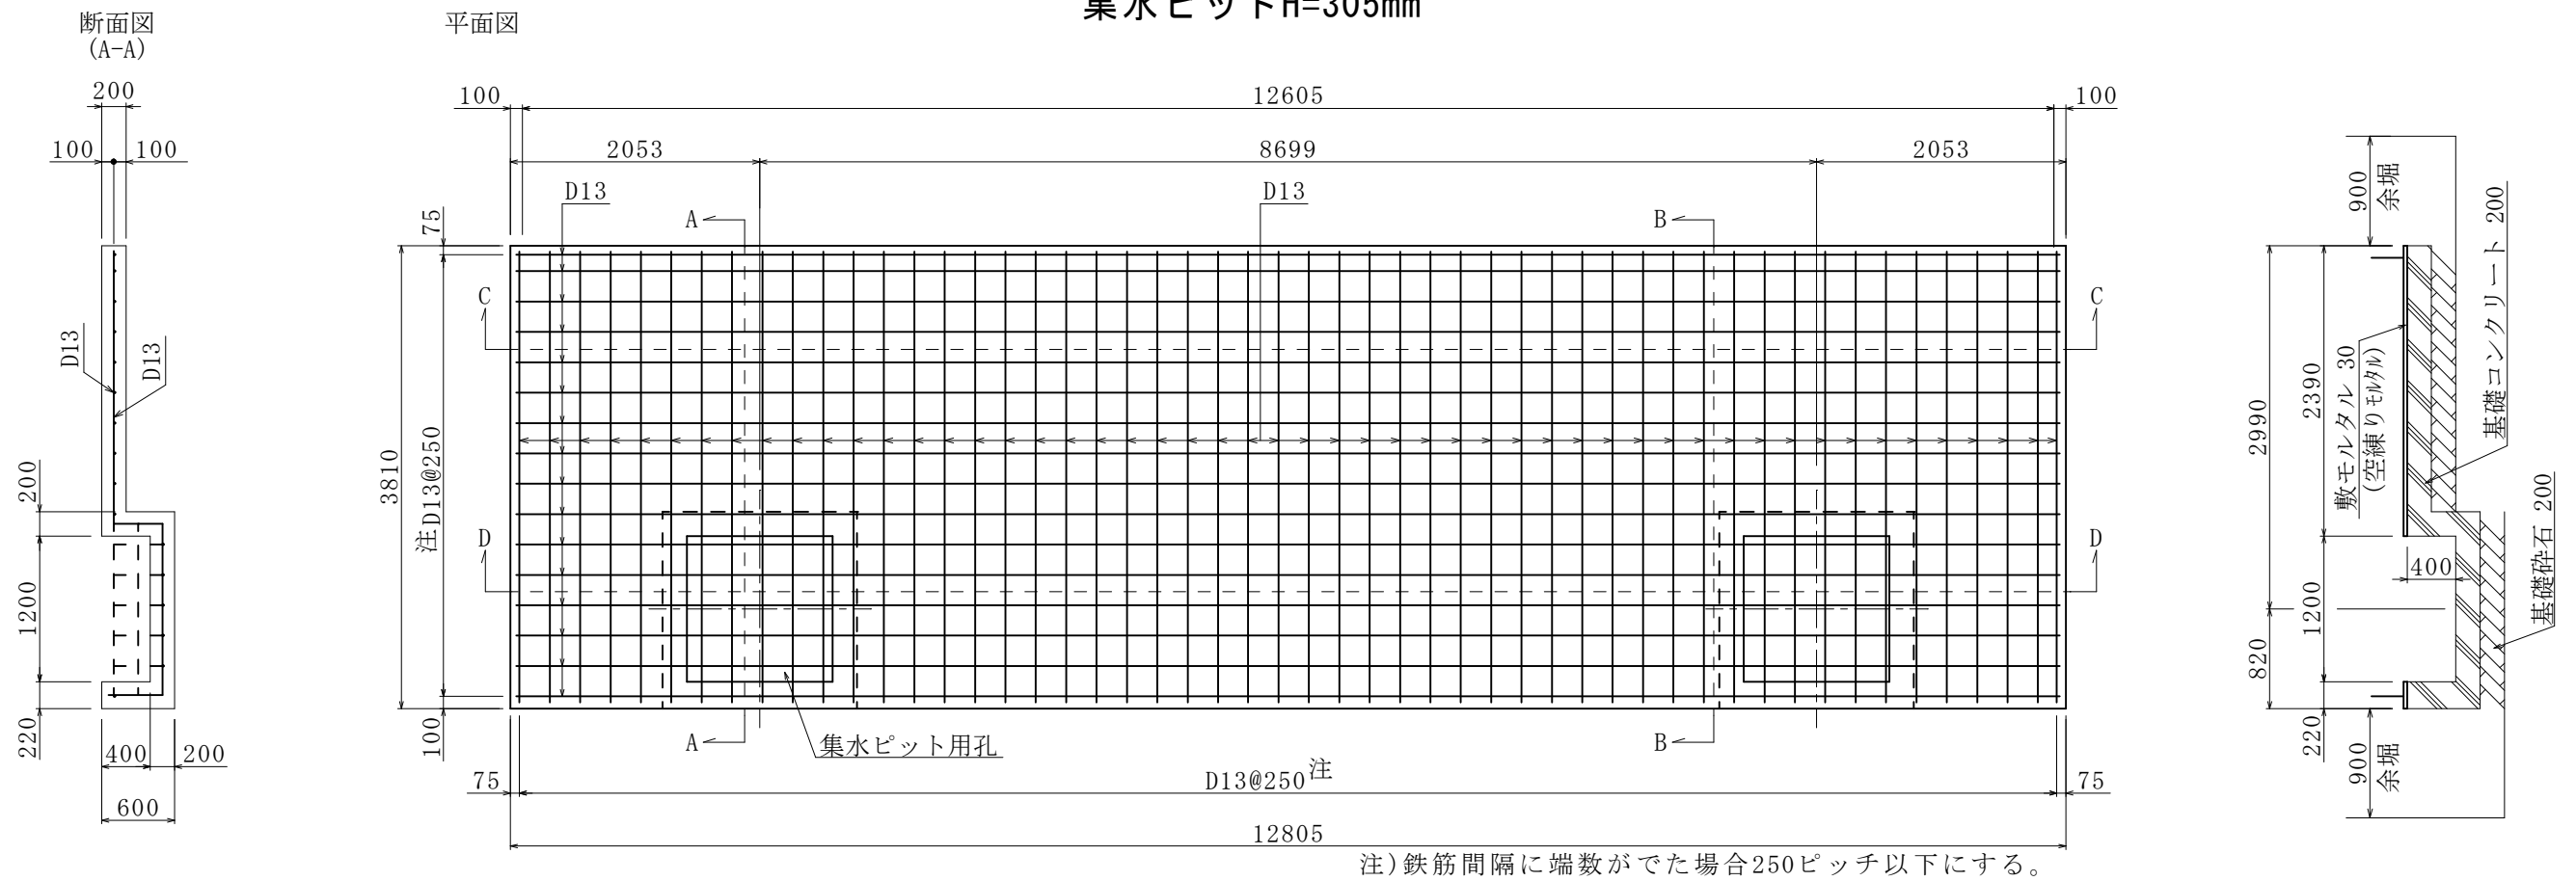 集水ピットH=305mm
断面図
(A-A)
平面図
200
100
100
D13
D13
200
1200
220
400
200
600
100
12605
100
2053
8699
2053
D13
D13
75
A
B
C
C
3810
注D13@250
D
D
100
A
B
集水ピット用孔
75
D13@250注
75
12805
注)鉄筋間隔に端数がでた場合250ピッチ以下にする。
900
余堀
2990
2390
敷モルタル 30
(空練りモルタル)
基礎コンクリート 200
400
1200
820
220
基礎砕石 200
900
余堀